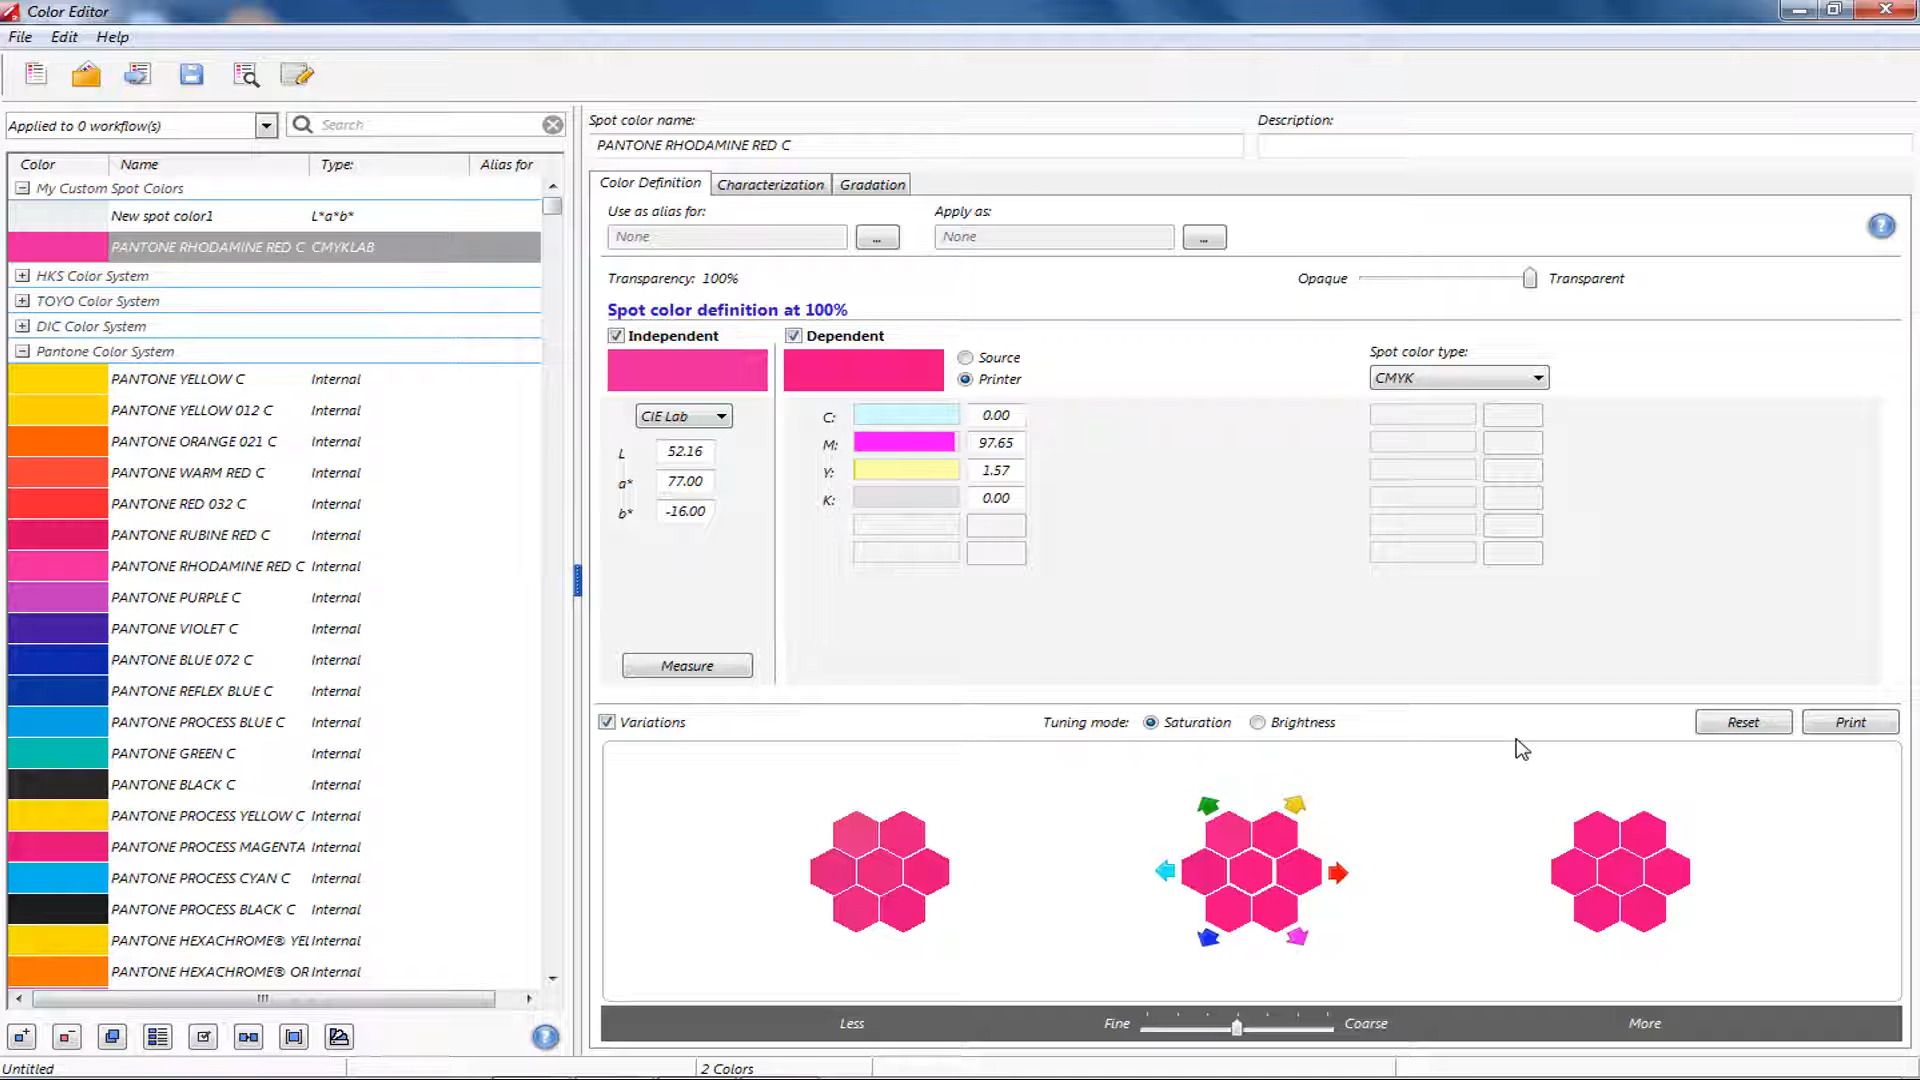 Color Editor
File Edit Help
Applied to 0 workflow(s)
Search
Color Name Type: Alias for
My Custom Spot Colors
New spot color1 L*a*b*
PANTONE RHODAMINE RED C CMYKLAB
HKS Color System
TOYO Color System
DIC Color System
Pantone Color System
PANTONE YELLOW C Internal
PANTONE YELLOW 012 C Internal
PANTONE ORANGE 021 C Internal
PANTONE WARM RED C Internal
PANTONE RED 032 C Internal
PANTONE RUBINE RED C Internal
PANTONE RHODAMINE RED C Internal
PANTONE PURPLE C Internal
PANTONE VIOLET C Internal
PANTONE BLUE 072 C Internal
PANTONE REFLEX BLUE C Internal
PANTONE PROCESS BLUE C Internal
PANTONE GREEN C Internal
PANTONE BLACK C Internal
PANTONE PROCESS YELLOW C Internal
PANTONE PROCESS MAGENTA Internal
PANTONE PROCESS CYAN C Internal
PANTONE PROCESS BLACK C Internal
PANTONE HEXACHROME® YEL Internal
PANTONE HEXACHROME® OR Internal
Untitled
2 Colors
Spot color name: Description:
PANTONE RHODAMINE RED C
Color Definition Characterization Gradation
Use as alias for: Apply as:
None ... None ...
?
Transparency: 100% Opaque Transparent
Spot color definition at 100%
Independent Dependent
Source
Printer
Spot color type:
CMYK
CIE Lab
L 52.16
a* 77.00
b* -16.00
C: 0.00
M: 97.65
Y: 1.57
K: 0.00
Measure
Variations Tuning mode: Saturation Brightness Reset Print
Less Fine Coarse More
?